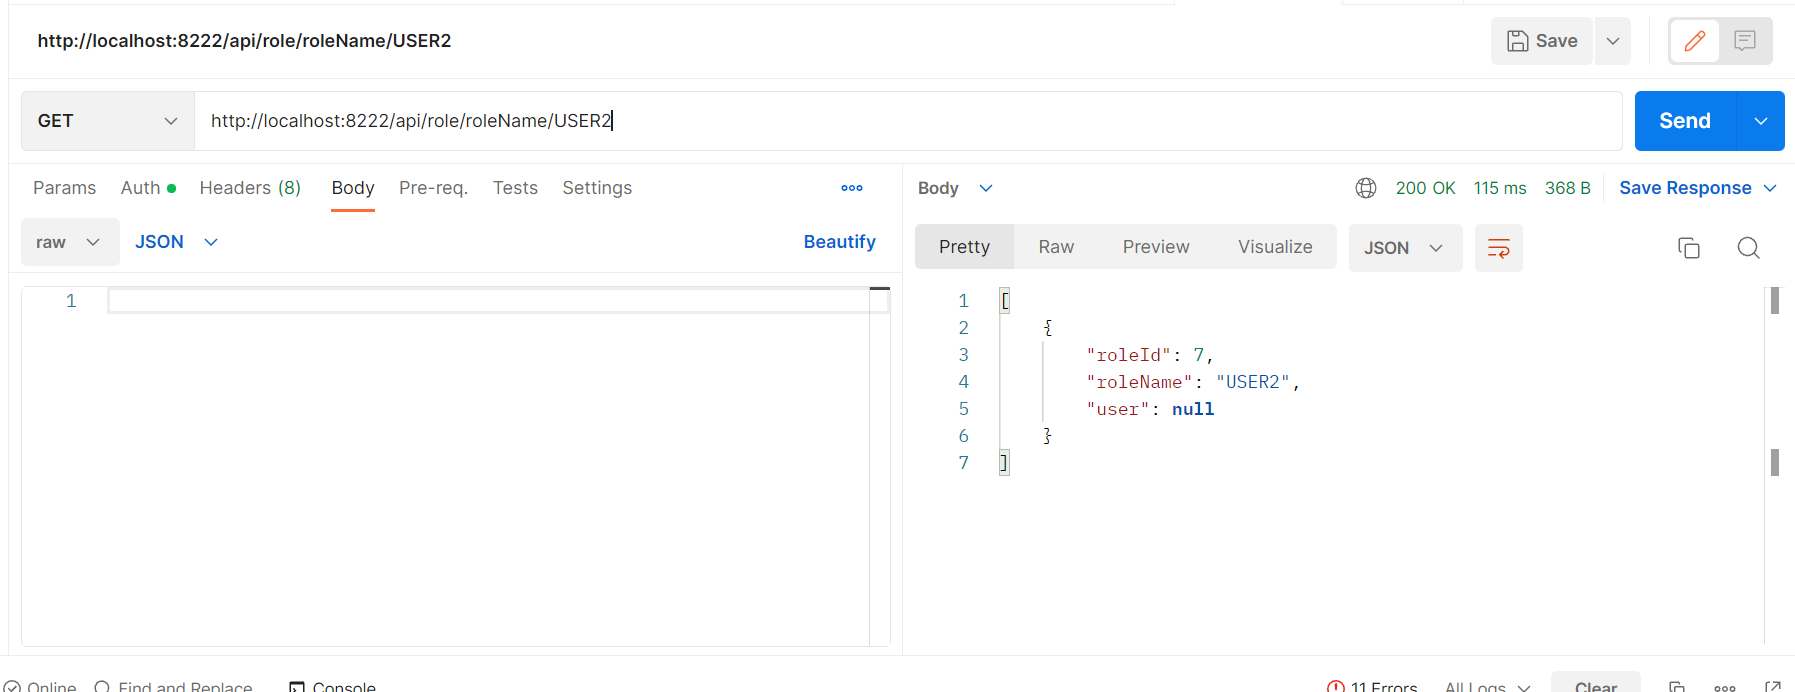 http://localhost:8222/api/role/roleName/USER2
Save
GET
http://localhost:8222/api/role/roleName/USER2
Send
Params Auth Headers (8) Body Pre-req. Tests Settings
Body 200 OK 115 ms 368 B Save Response
raw JSON Beautify
Pretty Raw Preview Visualize JSON
1
1 [
2 {
3 "roleId": 7,
4 "roleName": "USER2",
5 "user": null
6 }
7 ]
Online Find and Replace Console 11 Errors All Logs Clear